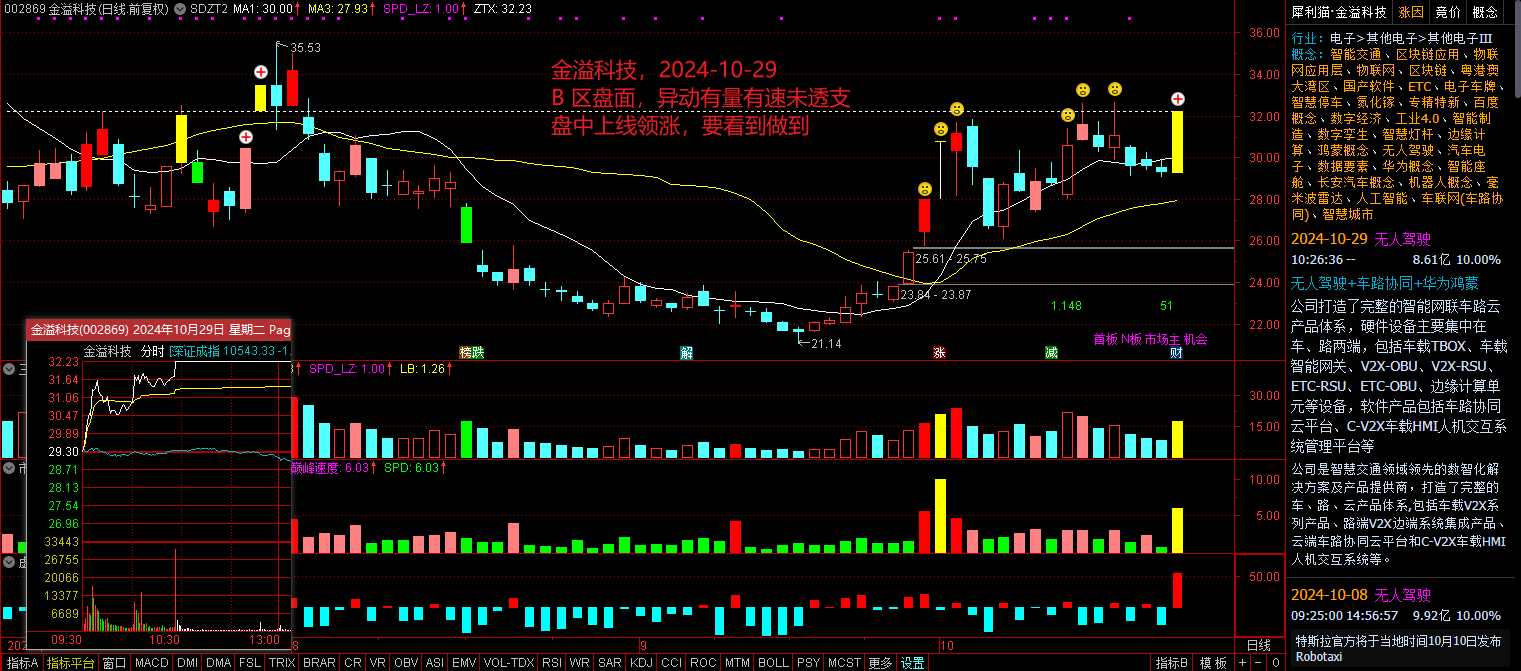 002869 金溢科技(日线.前复权) SDZT2 MA1: 30.00↑ MA3: 27.93↑ SPD_LZ: 1.00↑ ZTX: 32.23
35.53
金溢科技，2024-10-29
B 区盘面，异动有量有速未透支
盘中上线领涨，要看到做到
25.61 - 25.75
23.84 - 23.87
1.148
51
首板 N板 市场主 机会
21.14
榜跌
解
涨
减
财
36.00
34.00
32.00
30.00
28.00
26.00
24.00
22.00
SPD_LZ: 1.00↑ LB: 1.26↑
30.00
15.00
巅峰速度: 6.03↑ SPD: 6.03↑
10.00
5.00
50.00
金溢科技(002869) 2024年10月29日 星期二 Pag
金溢科技 分时 深证成指 10543.33 -1.
32.23
31.64
31.06
30.47
29.89
29.30
28.71
28.13
27.54
26.96
33443
26755
20066
13377
6689
09:30 10:30 13:00
8
9
10
日线
指标A 指标平台 窗口 MACD DMI DMA FSL TRIX BRAR CR VR OBV ASI EMV VOL-TDX RSI WR SAR KDJ CCI ROC MTM BOLL PSY MCST 更多 设置
指标B 模板 + - 0
犀利猫·金溢科技 涨因 竞价 概念
行业：电子>其他电子>其他电子Ⅲ
概念：智能交通、区块链应用、物联
网应用层、物联网、区块链、粤港澳
大湾区、国产软件、ETC、电子车牌、
智慧停车、氮化镓、专精特新、百度
概念、数字经济、工业4.0、智能制
造、数字孪生、智慧灯杆、边缘计
算、鸿蒙概念、无人驾驶、汽车电
子、数据要素、华为概念、智能座
舱、长安汽车概念、机器人概念、毫
米波雷达、人工智能、车联网(车路协
同)、智慧城市
2024-10-29 无人驾驶
10:26:36 -- 8.61亿 10.00%
无人驾驶+车路协同+华为鸿蒙
公司打造了完整的智能网联车路云
产品体系，硬件设备主要集中在
车、路两端，包括车载TBOX、车载
智能网关、V2X-OBU、V2X-RSU、
ETC-RSU、ETC-OBU、边缘计算单
元等设备，软件产品包括车路协同
云平台、C-V2X车载HMI人机交互系
统管理平台等
公司是智慧交通领域领先的数智化解
决方案及产品提供商，打造了完整的
车、路、云产品体系,包括车载V2X系
列产品、路端V2X边端系统集成产品、
云端车路协同云平台和C-V2X车载HMI
人机交互系统等。
2024-10-08 无人驾驶
09:25:00 14:56:57 9.92亿 10.00%
特斯拉官方将于当地时间10月10日发布
Robotaxi